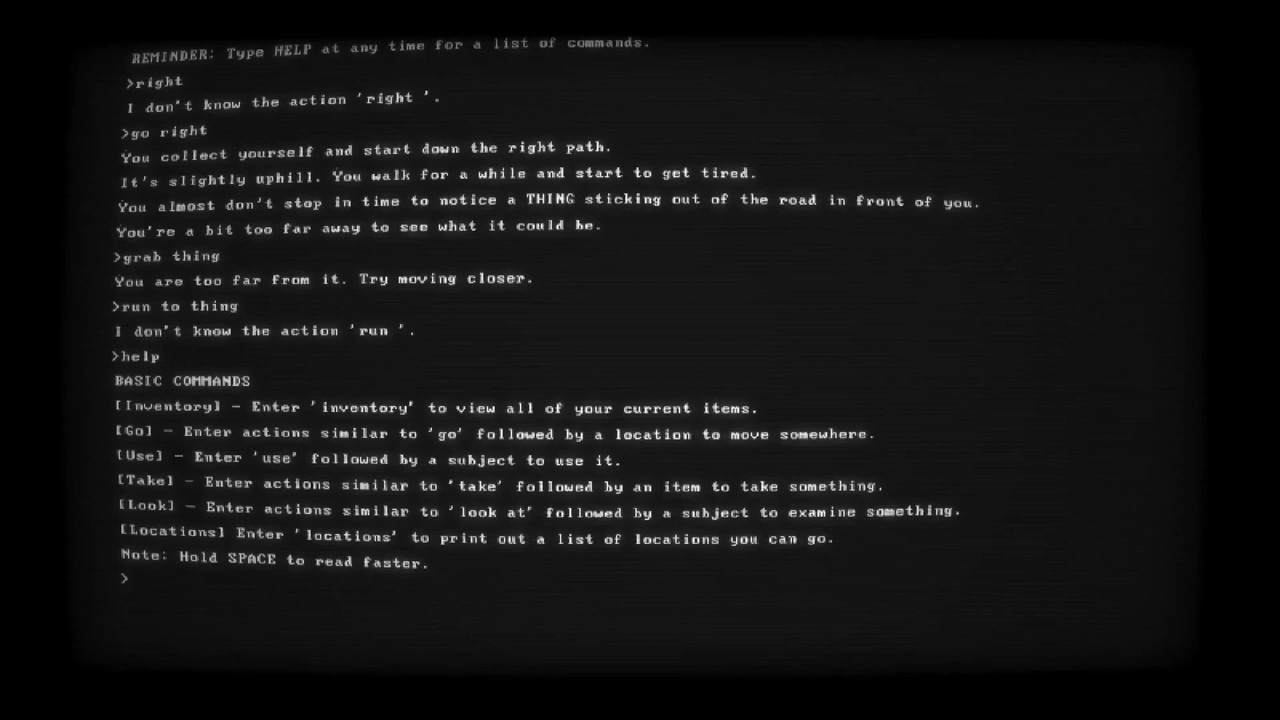 REMINDER: Type HELP at any time for a list of commands.
>right
I don't know the action 'right '.
>go right
You collect yourself and start down the right path.
It's slightly uphill. You walk for a while and start to get tired.
You almost don't stop in time to notice a THING sticking out of the road in front of you.
You're a bit too far away to see what it could be.
>grab thing
You are too far from it. Try moving closer.
>run to thing
I don't know the action 'run '.
>help
BASIC COMMANDS
[Inventory] - Enter 'inventory' to view all of your current items.
[Go] - Enter actions similar to 'go' followed by a location to move somewhere.
[Use] - Enter 'use' followed by a subject to use it.
[Take] - Enter actions similar to 'take' followed by an item to take something.
[Look] - Enter actions similar to 'look at' followed by a subject to examine something.
[Locations] Enter 'locations' to print out a list of locations you can go.
Note: Hold SPACE to read faster.
>